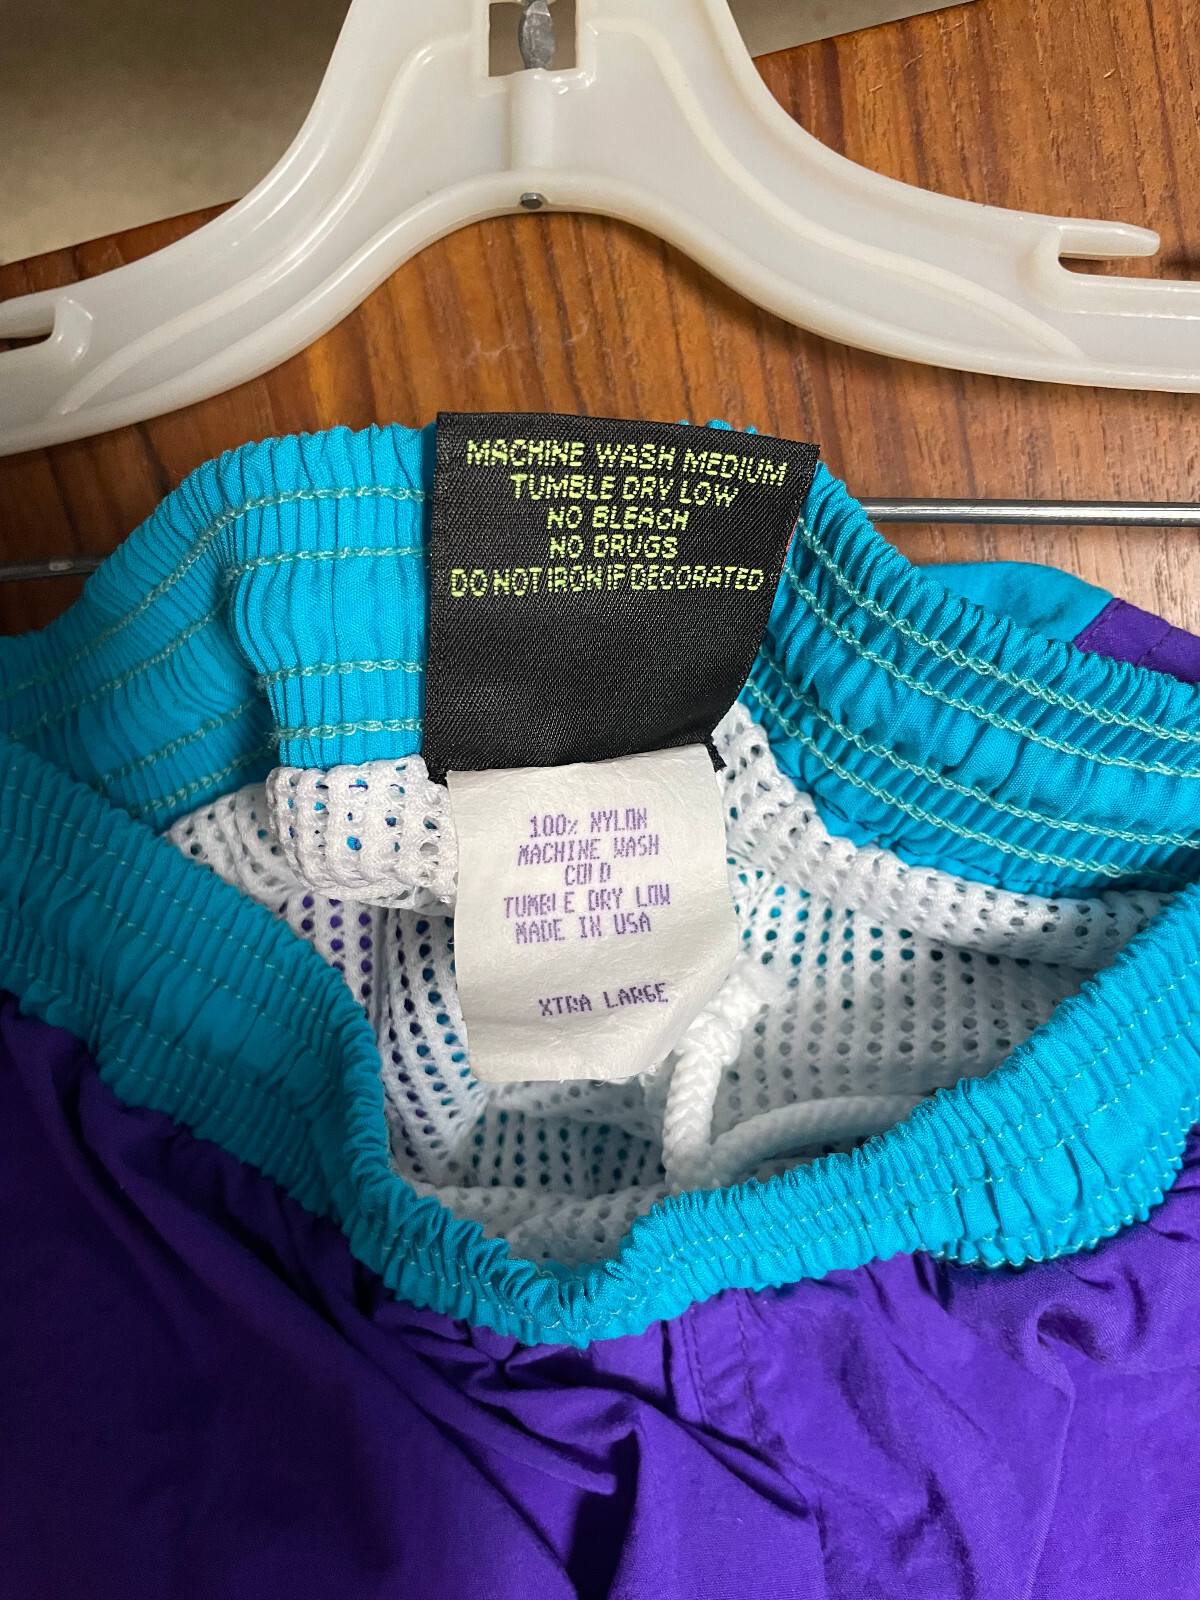 MACHINE WASH MEDIUM
TUMBLE DRY LOW
NO BLEACH
NO DRUGS
DO NOT IRON IF DECORATED
100% NYLON
MACHINE WASH
COLD
TUMBLE DRY LOW
MADE IN USA
XTRA LARGE